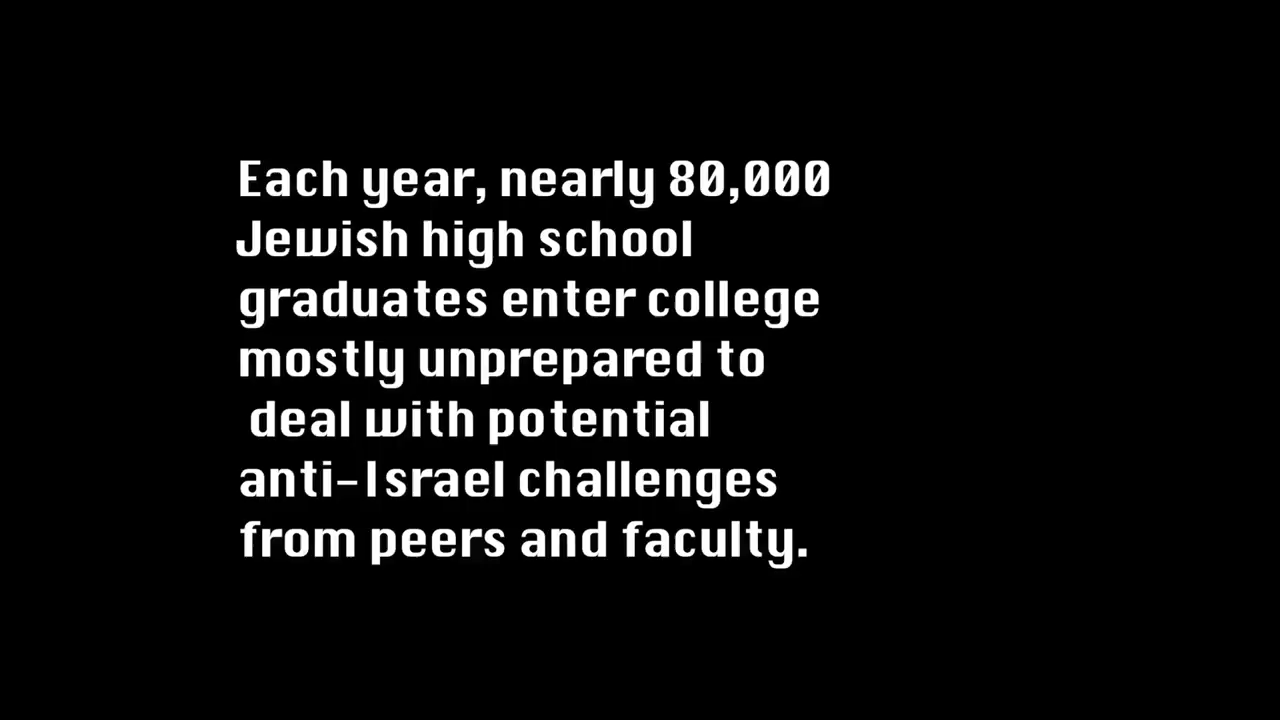 Each year, nearly 80,000
Jewish high school
graduates enter college
mostly unprepared to
deal with potential
anti-Israel challenges
from peers and faculty.